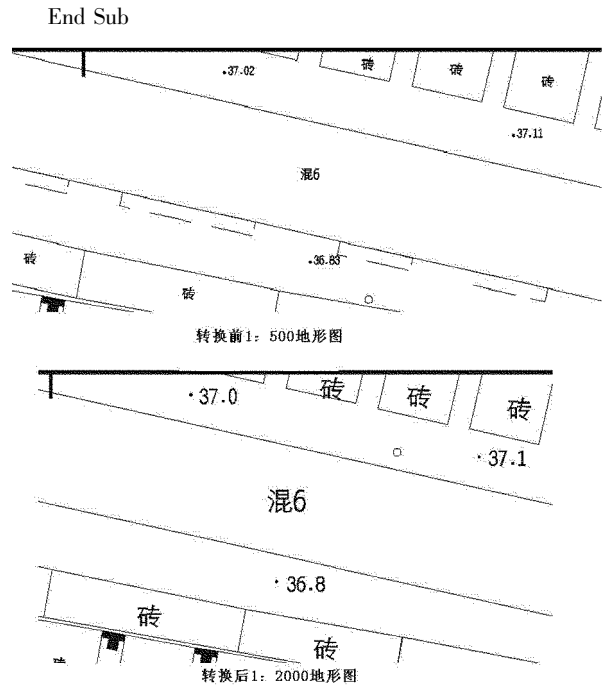 End Sub
.37.02
砖
砖
砖
.37.11
混6
.36.83
砖
砖
转换前1：500地形图
·37.0
砖
砖
砖
·37.1
混6
·36.8
砖
砖
转换后1：2000地形图